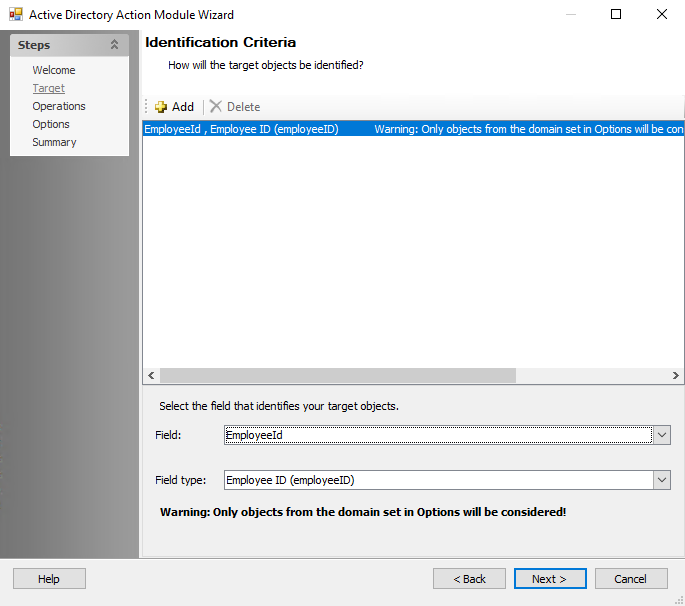 Active Directory Action Module Wizard
Steps
Welcome
Target
Operations
Options
Summary
Identification Criteria
How will the target objects be identified?
Add Delete
EmployeeId , Employee ID (employeeID) Warning: Only objects from the domain set in Options will be con
Select the field that identifies your target objects.
Field: EmployeeId
Field type: Employee ID (employeeID)
Warning: Only objects from the domain set in Options will be considered!
Help < Back Next > Cancel